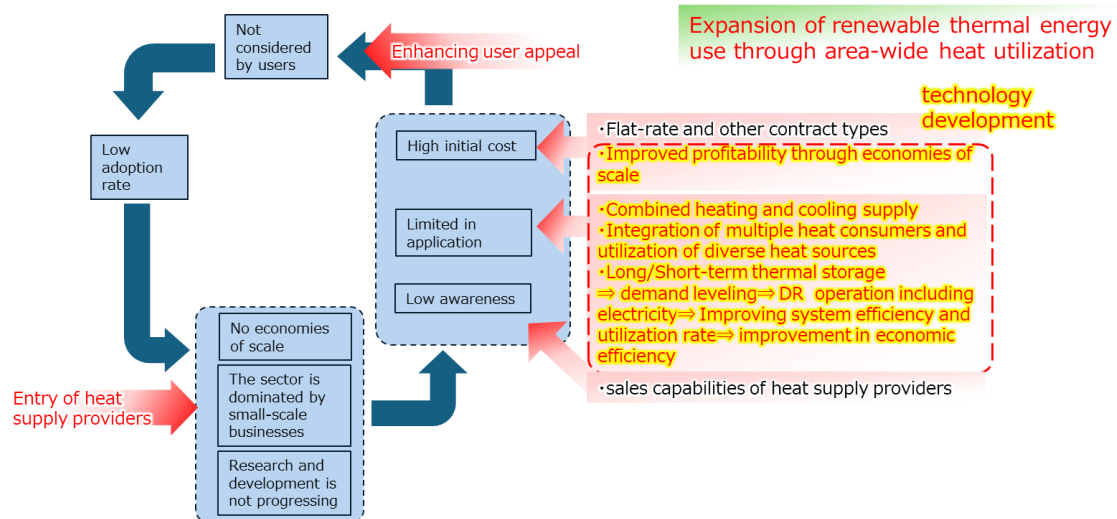 Expansion of renewable thermal energy
use through area-wide heat utilization
Not
considered
by users
Enhancing user appeal
technology
development
Low
adoption
rate
High initial cost
・Flat-rate and other contract types
・Improved profitability through economies of
scale
Limited in
application
・Combined heating and cooling supply
・Integration of multiple heat consumers and
utilization of diverse heat sources
・Long/Short-term thermal storage
⇒ demand leveling⇒ DR operation including
electricity⇒ Improving system efficiency and
utilization rate⇒ improvement in economic
efficiency
Low awareness
・sales capabilities of heat supply providers
No economies
of scale
The sector is
dominated by
small-scale
businesses
Research and
development is
not progressing
Entry of heat
supply providers